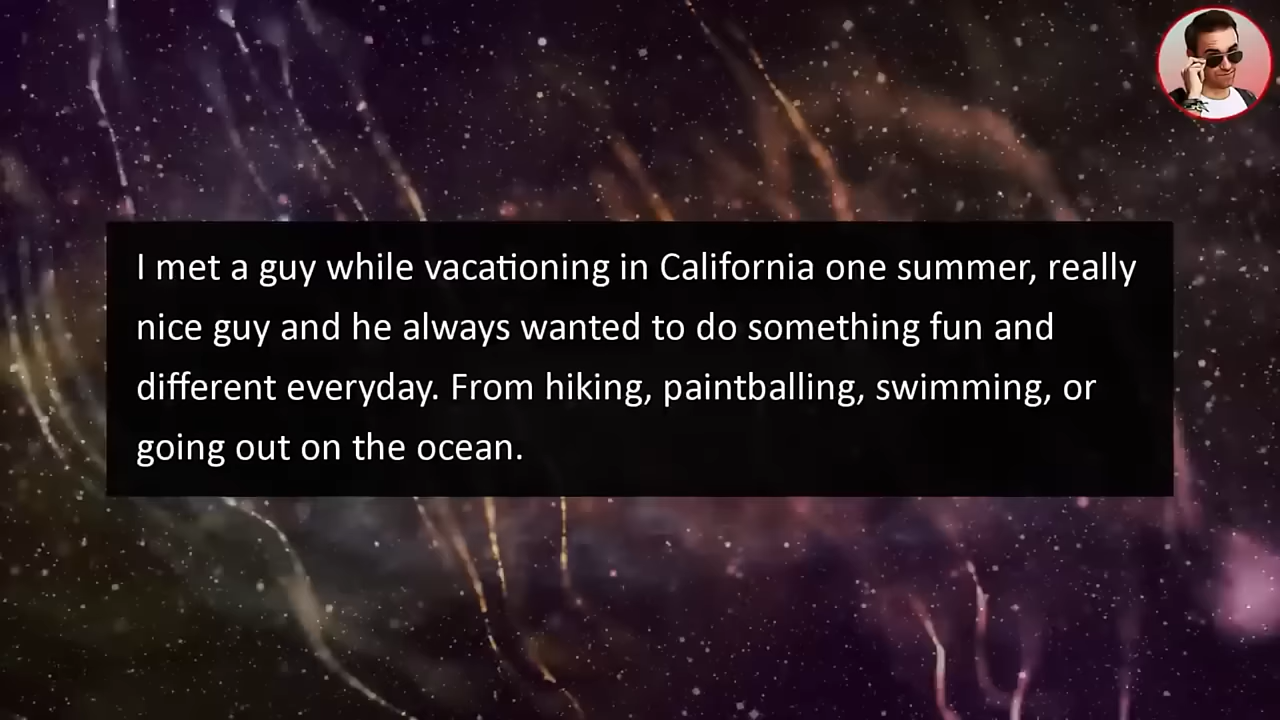 I met a guy while vacationing in California one summer, really
nice guy and he always wanted to do something fun and
different everyday. From hiking, paintballing, swimming, or
going out on the ocean.